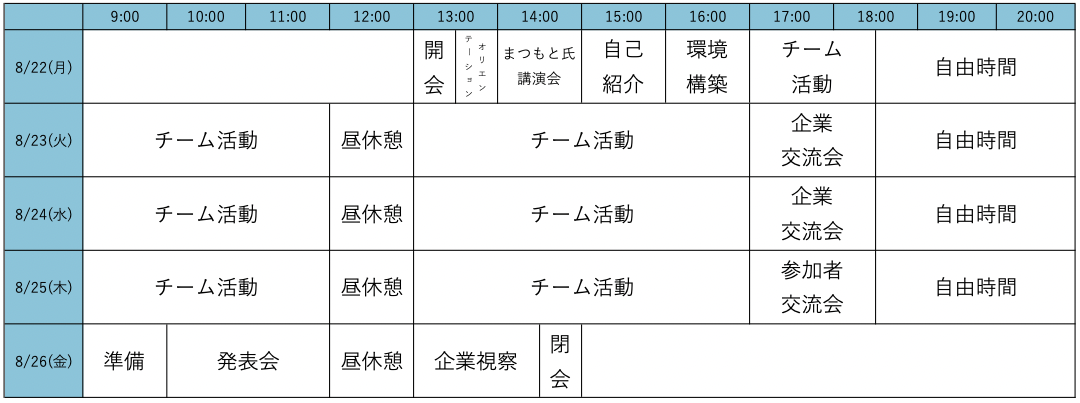 9:00 10:00 11:00 12:00 13:00 14:00 15:00 16:00 17:00 18:00 19:00 20:00
8/22(月)
開
会
オリエン
テーション
まつもと氏
講演会
自己
紹介
環境
構築
チーム
活動
自由時間
8/23(火)
チーム活動
昼休憩
チーム活動
企業
交流会
自由時間
8/24(水)
チーム活動
昼休憩
チーム活動
企業
交流会
自由時間
8/25(木)
チーム活動
昼休憩
チーム活動
参加者
交流会
自由時間
8/26(金)
準備
発表会
昼休憩
企業視察
閉
会